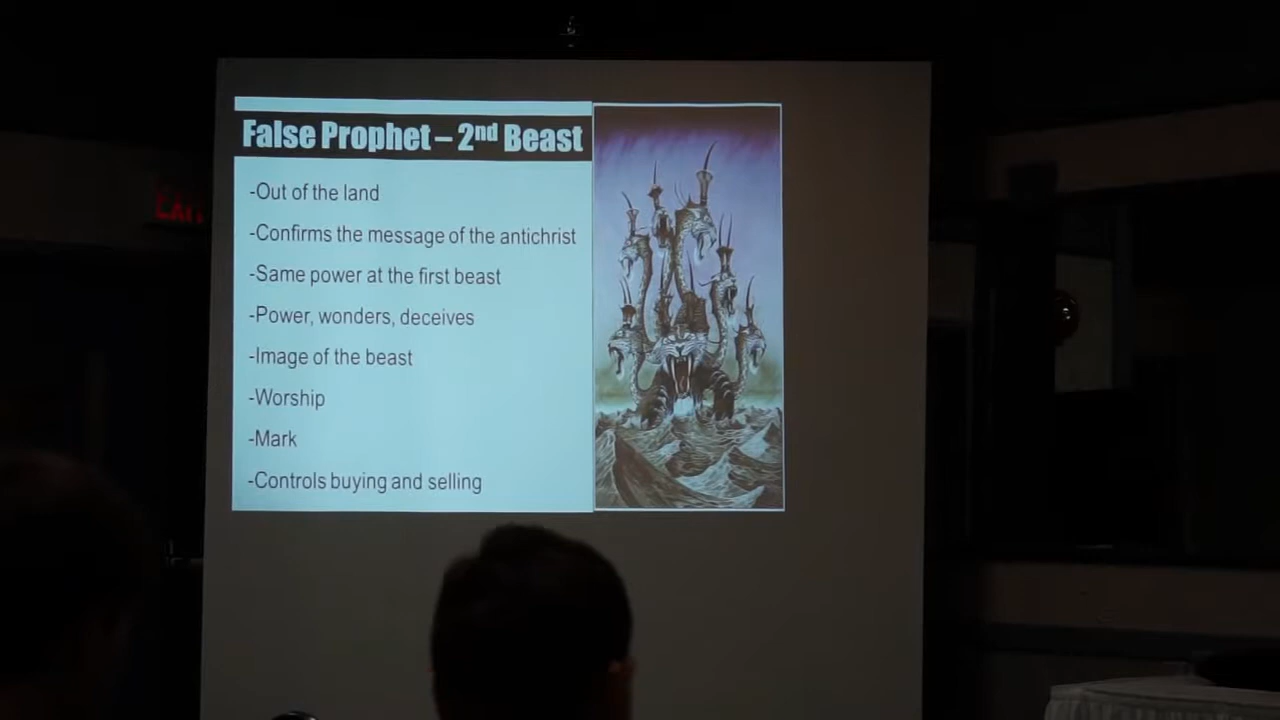 False Prophet – 2nd Beast
-Out of the land
-Confirms the message of the antichrist
-Same power at the first beast
-Power, wonders, deceives
-Image of the beast
-Worship
-Mark
-Controls buying and selling
EXIT